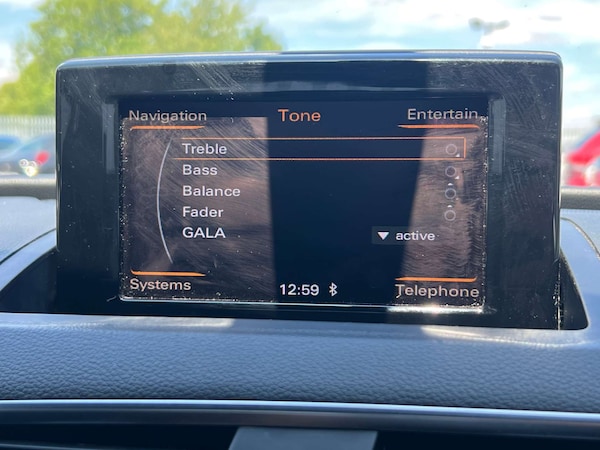 Navigation Tone Entertain
Treble
Bass
Balance
Fader
GALA active
Systems 12:59 Telephone